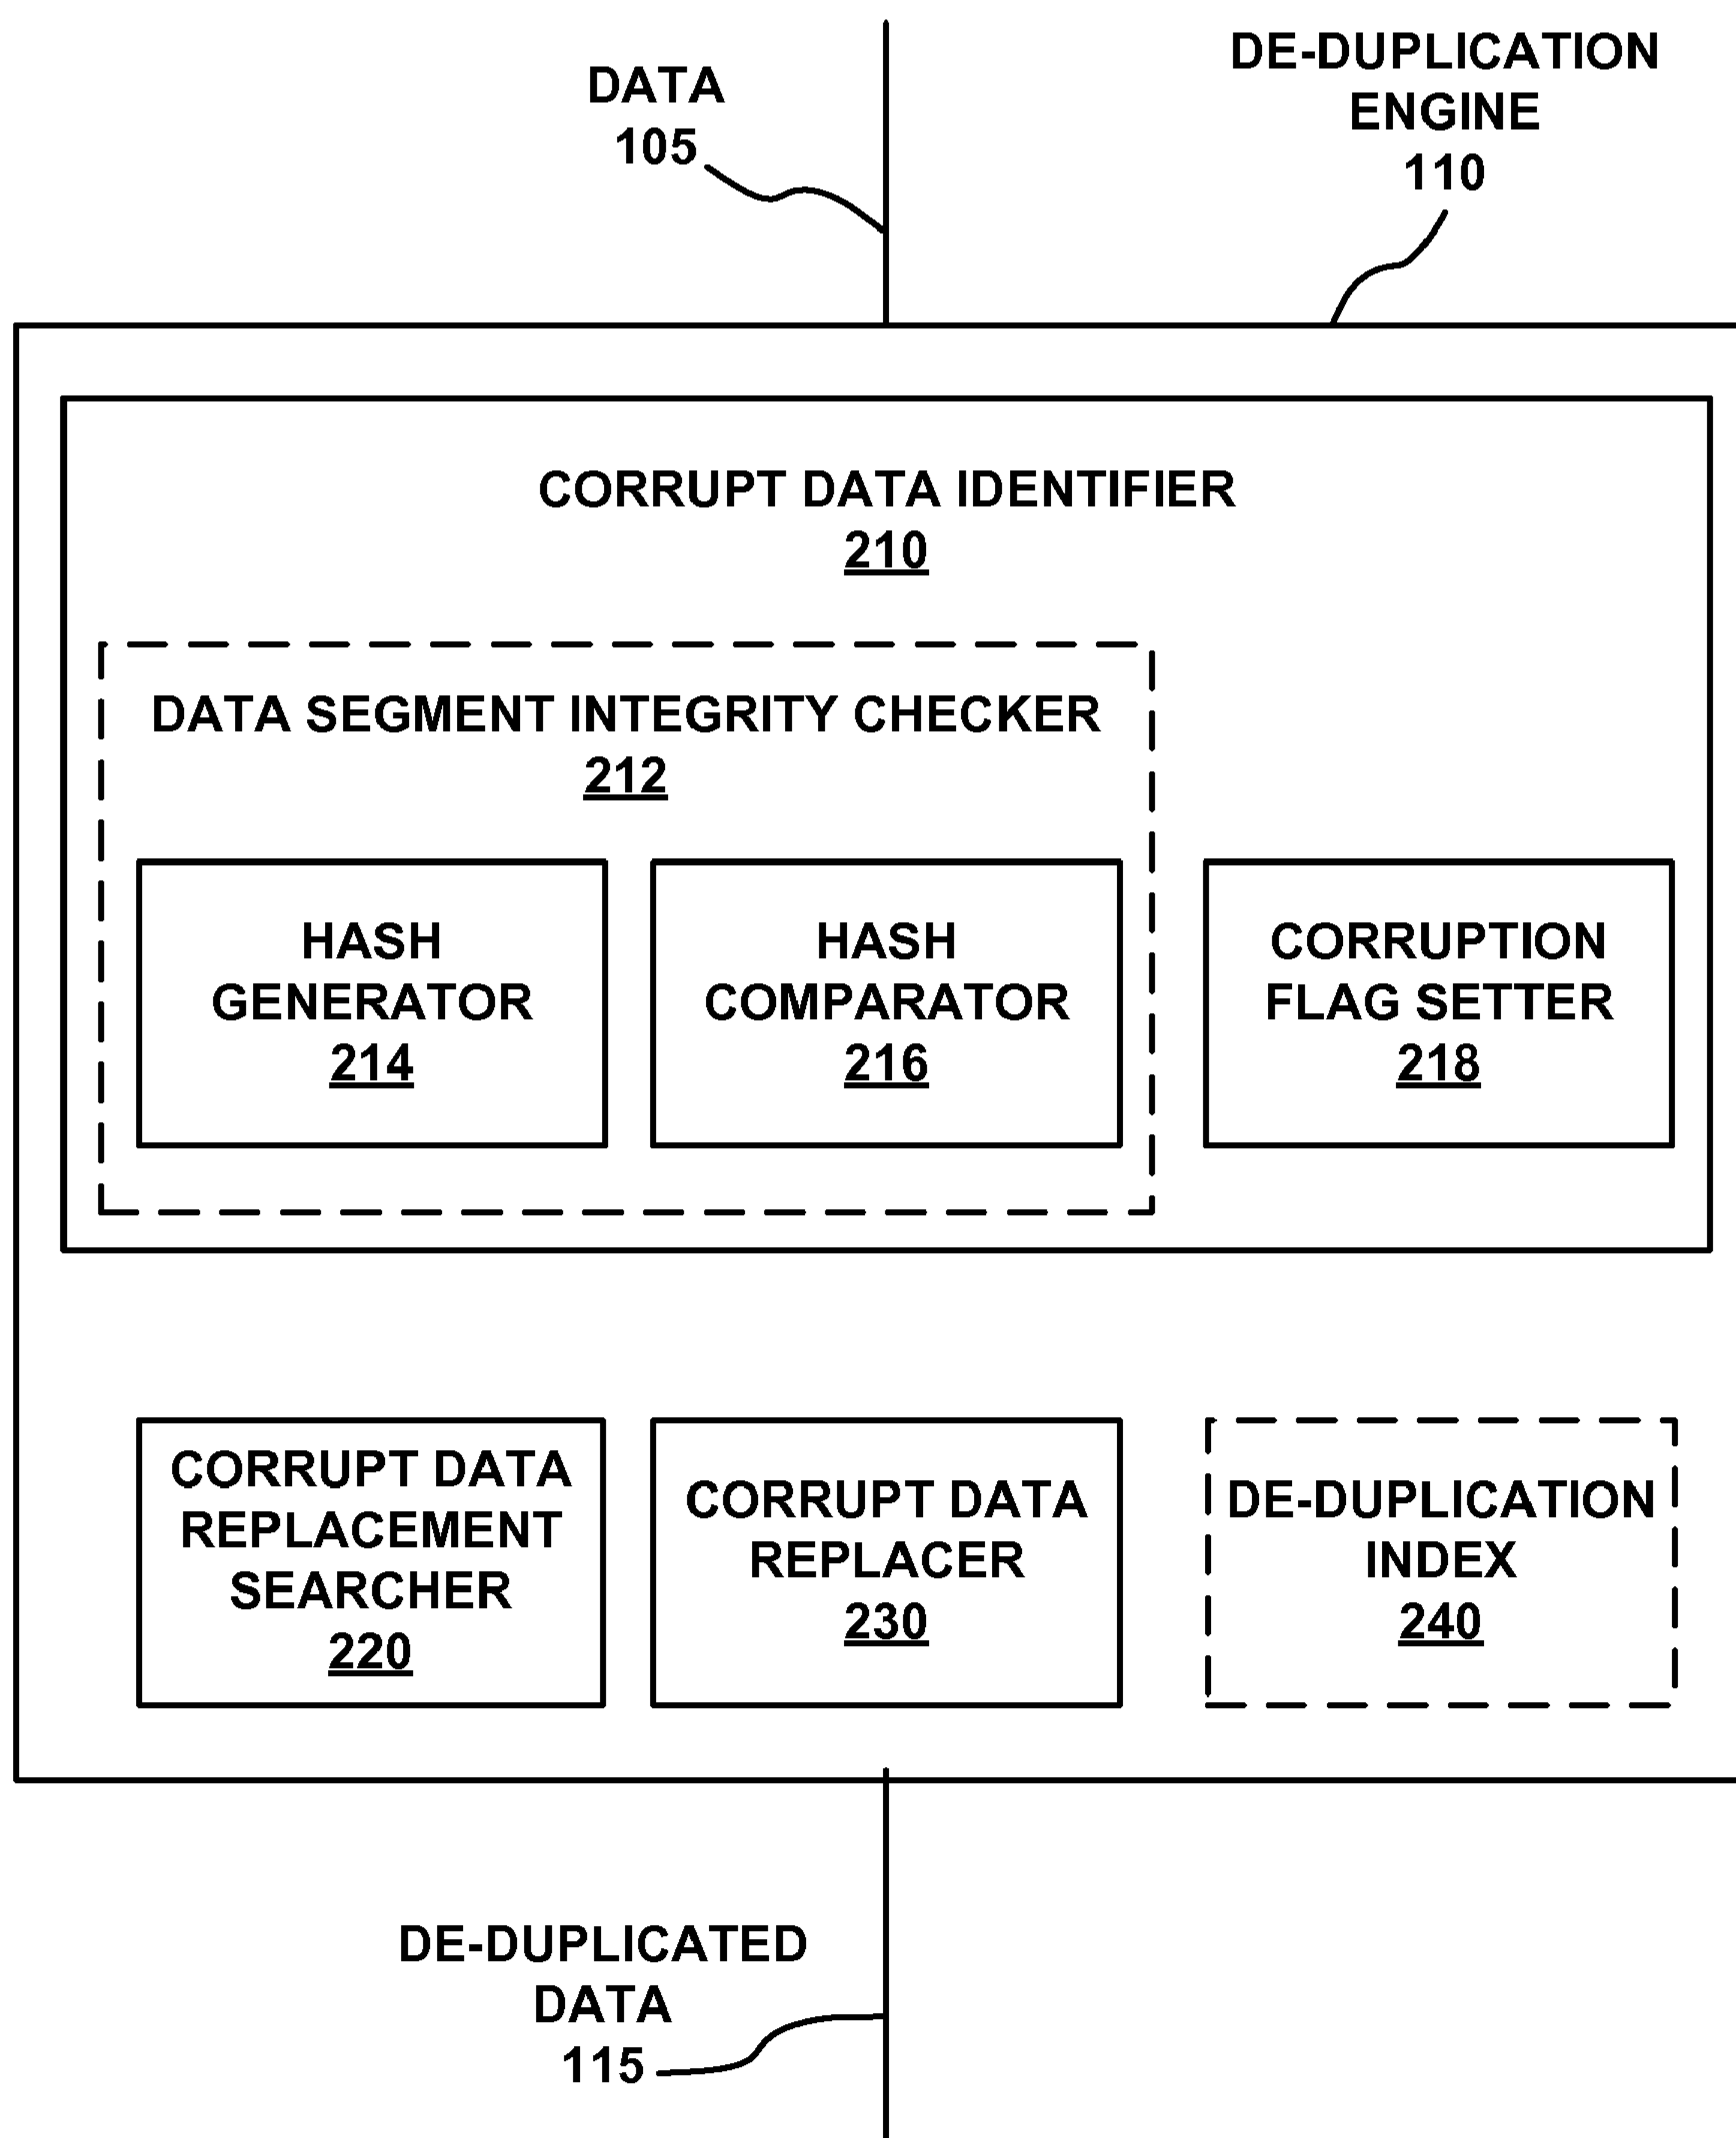 DATA
105
DE-DUPLICATION
ENGINE
110
CORRUPT DATA IDENTIFIER
210
DATA SEGMENT INTEGRITY CHECKER
212
HASH
GENERATOR
214
HASH
COMPARATOR
216
CORRUPTION
FLAG SETTER
218
CORRUPT DATA
REPLACEMENT
SEARCHER
220
CORRUPT DATA
REPLACER
230
DE-DUPLICATION
INDEX
240
DE-DUPLICATED
DATA
115